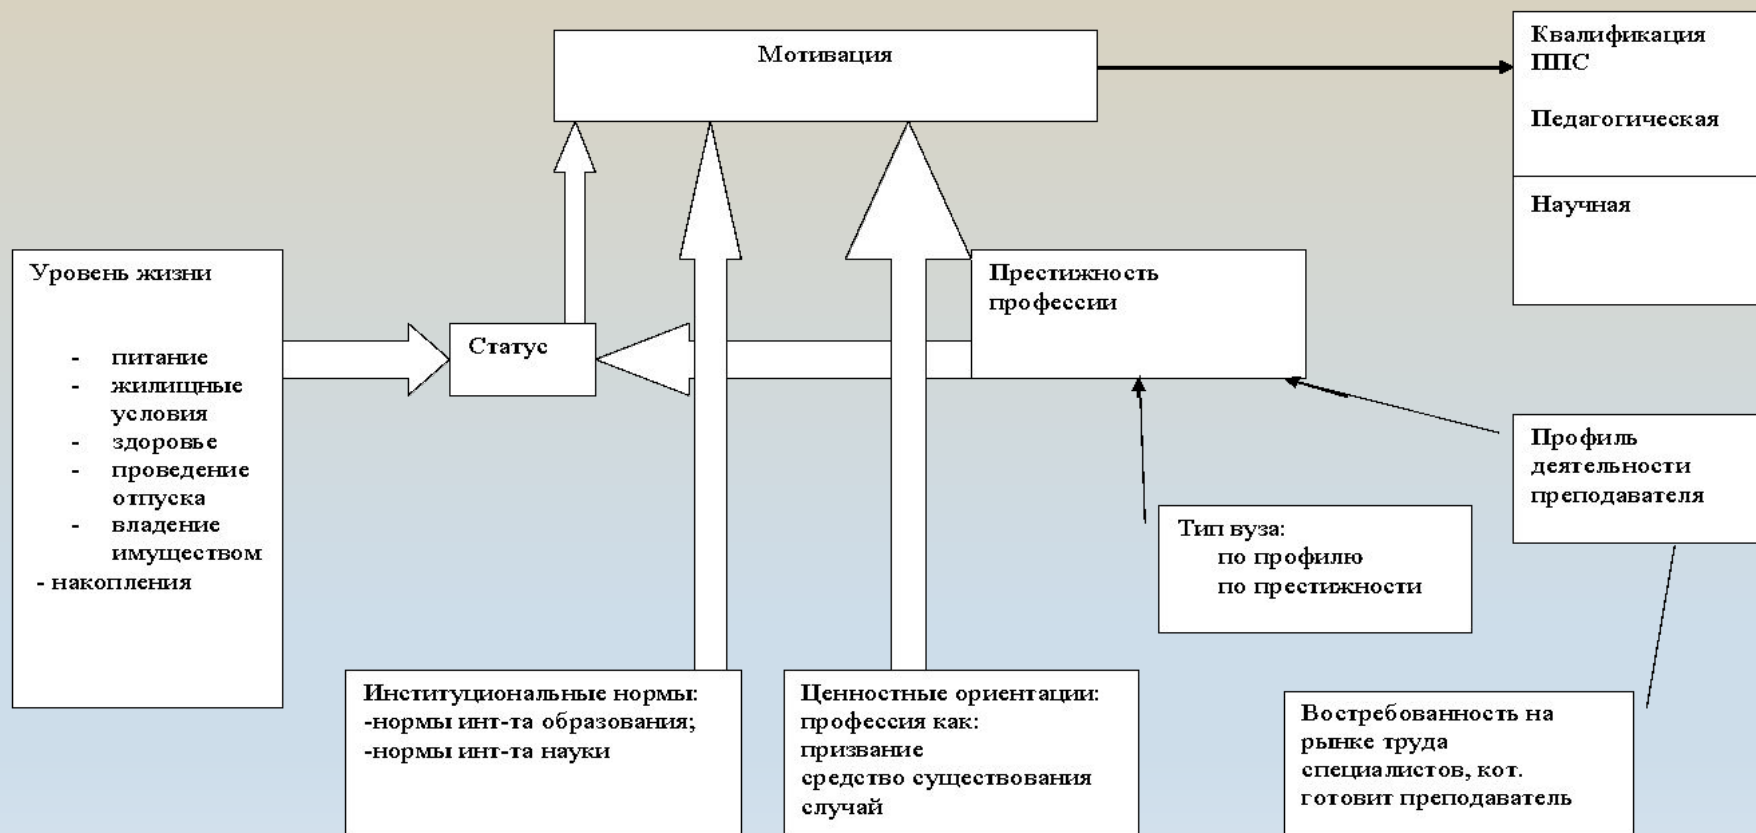 Мотивация
Квалификация
ППС
Педагогическая
Научная
Уровень жизни
- питание
- жилищные
условия
- здоровье
- проведение
отпуска
- владение
имуществом
- накопления
Статус
Престижность
профессии
Профиль
деятельности
преподавателя
Тип вуза:
по профилю
по престижности
Институциональные нормы:
-нормы инт-та образования;
-нормы инт-та науки
Ценностные ориентации:
профессия как:
призвание
средство существования
случай
Востребованность на
рынке труда
специалистов, кот.
готовит преподаватель